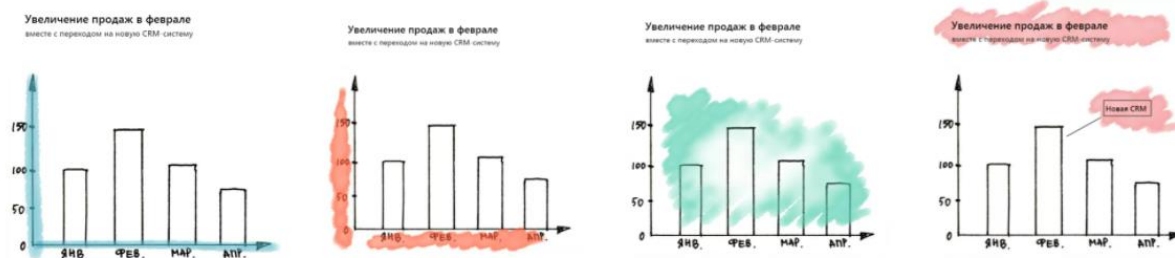 Увеличение продаж в феврале
вместе с переходом на новую CRM-систему
150
100
50
0
ЯНВ.
ФЕВ.
МАР.
АПР.
Увеличение продаж в феврале
вместе с переходом на новую CRM-систему
150
100
50
0
ЯНВ.
ФЕВ.
МАР.
АПР.
Увеличение продаж в феврале
вместе с переходом на новую CRM-систему
150
100
50
0
ЯНВ.
ФЕВ.
МАР.
АПР.
Увеличение продаж в феврале
вместе с переходом на новую CRM-систему
Новая CRM
150
100
50
0
ЯНВ.
ФЕВ.
МАР.
АПР.